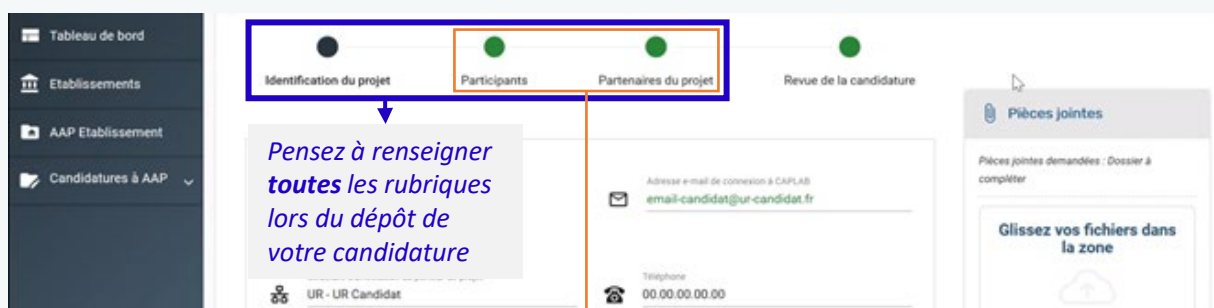 Tableau de bord
Etablissements
AAP Etablissement
Candidatures à AAP
Identification du projet
Participants
Partenaires du projet
Revue de la candidature
Pensez à renseigner
toutes les rubriques
lors du dépôt de
votre candidature
Adresse e-mail de connexion à CAPLAB
email-candidat@ur-candidat.fr
UR - UR Candidat
Téléphone
00.00.00.00.00
Pièces jointes
Pièces jointes demandées : Dossier à
compléter
Glissez vos fichiers dans
la zone